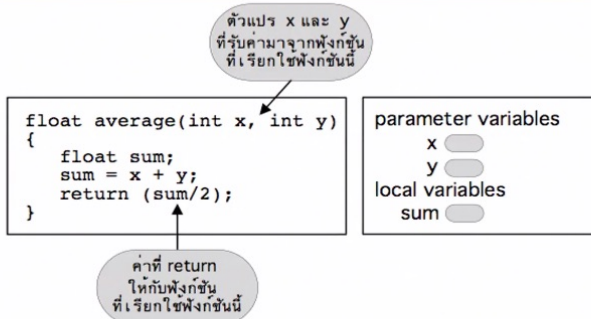 ตัวแปร x และ y
ที่รับค่ามาจากฟังก์ชัน
ที่เรียกใช้ฟังก์ชันนี้
float average(int x, int y)
{
float sum;
sum = x + y;
return (sum/2);
}
parameter variables
x
y
local variables
sum
ค่าที่ return
ให้กับฟังก์ชัน
ที่เรียกใช้ฟังก์ชันนี้